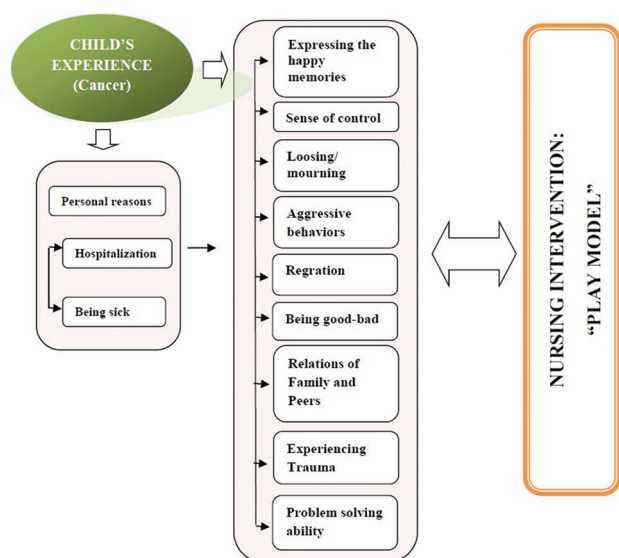 CHILD'S
EXPERIENCE
(Cancer)
Personal reasons
Hospitalization
Being sick
Expressing the
happy
memories
Sense of control
Loosing/
mourning
Aggressive
behaviors
Regration
Being good-bad
Relations of
Family and
Peers
Experiencing
Trauma
Problem solving
ability
NURSING INTERVENTION:
“PLAY MODEL”